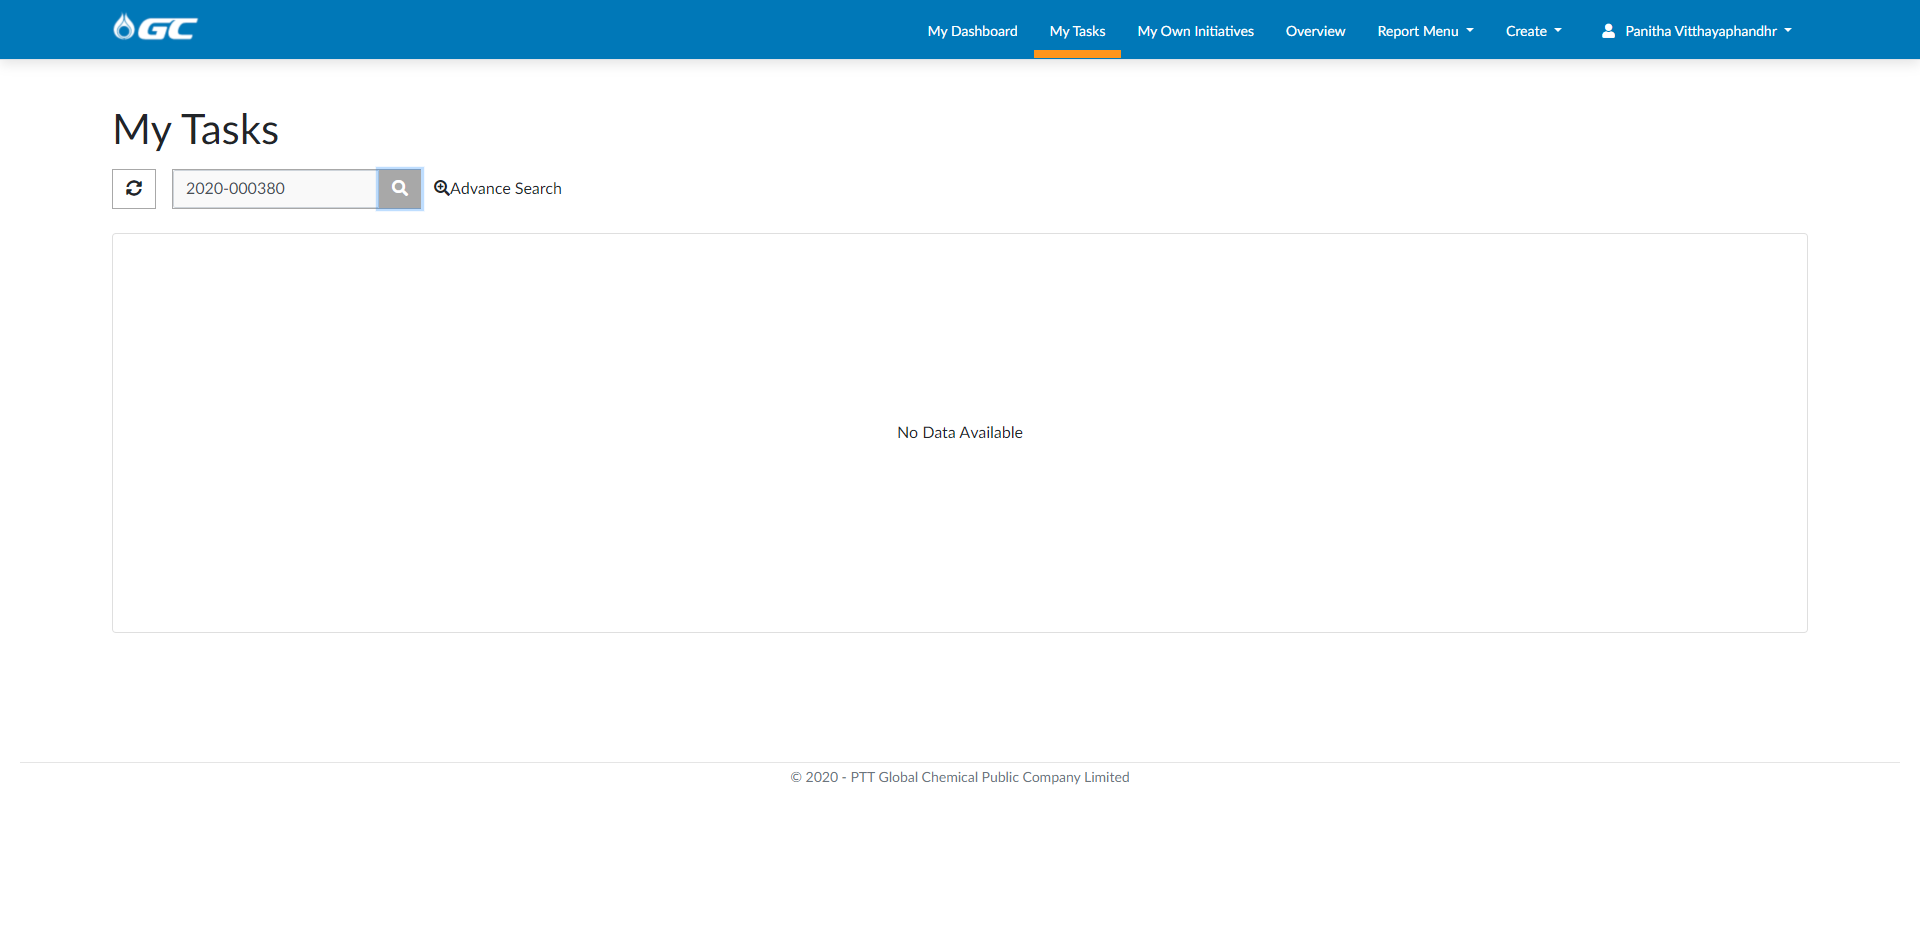 GC
My Dashboard
My Tasks
My Own Initiatives
Overview
Report Menu
Create
Panitha Vitthayaphandhr
My Tasks
2020-000380
Advance Search
No Data Available
© 2020 - PTT Global Chemical Public Company Limited